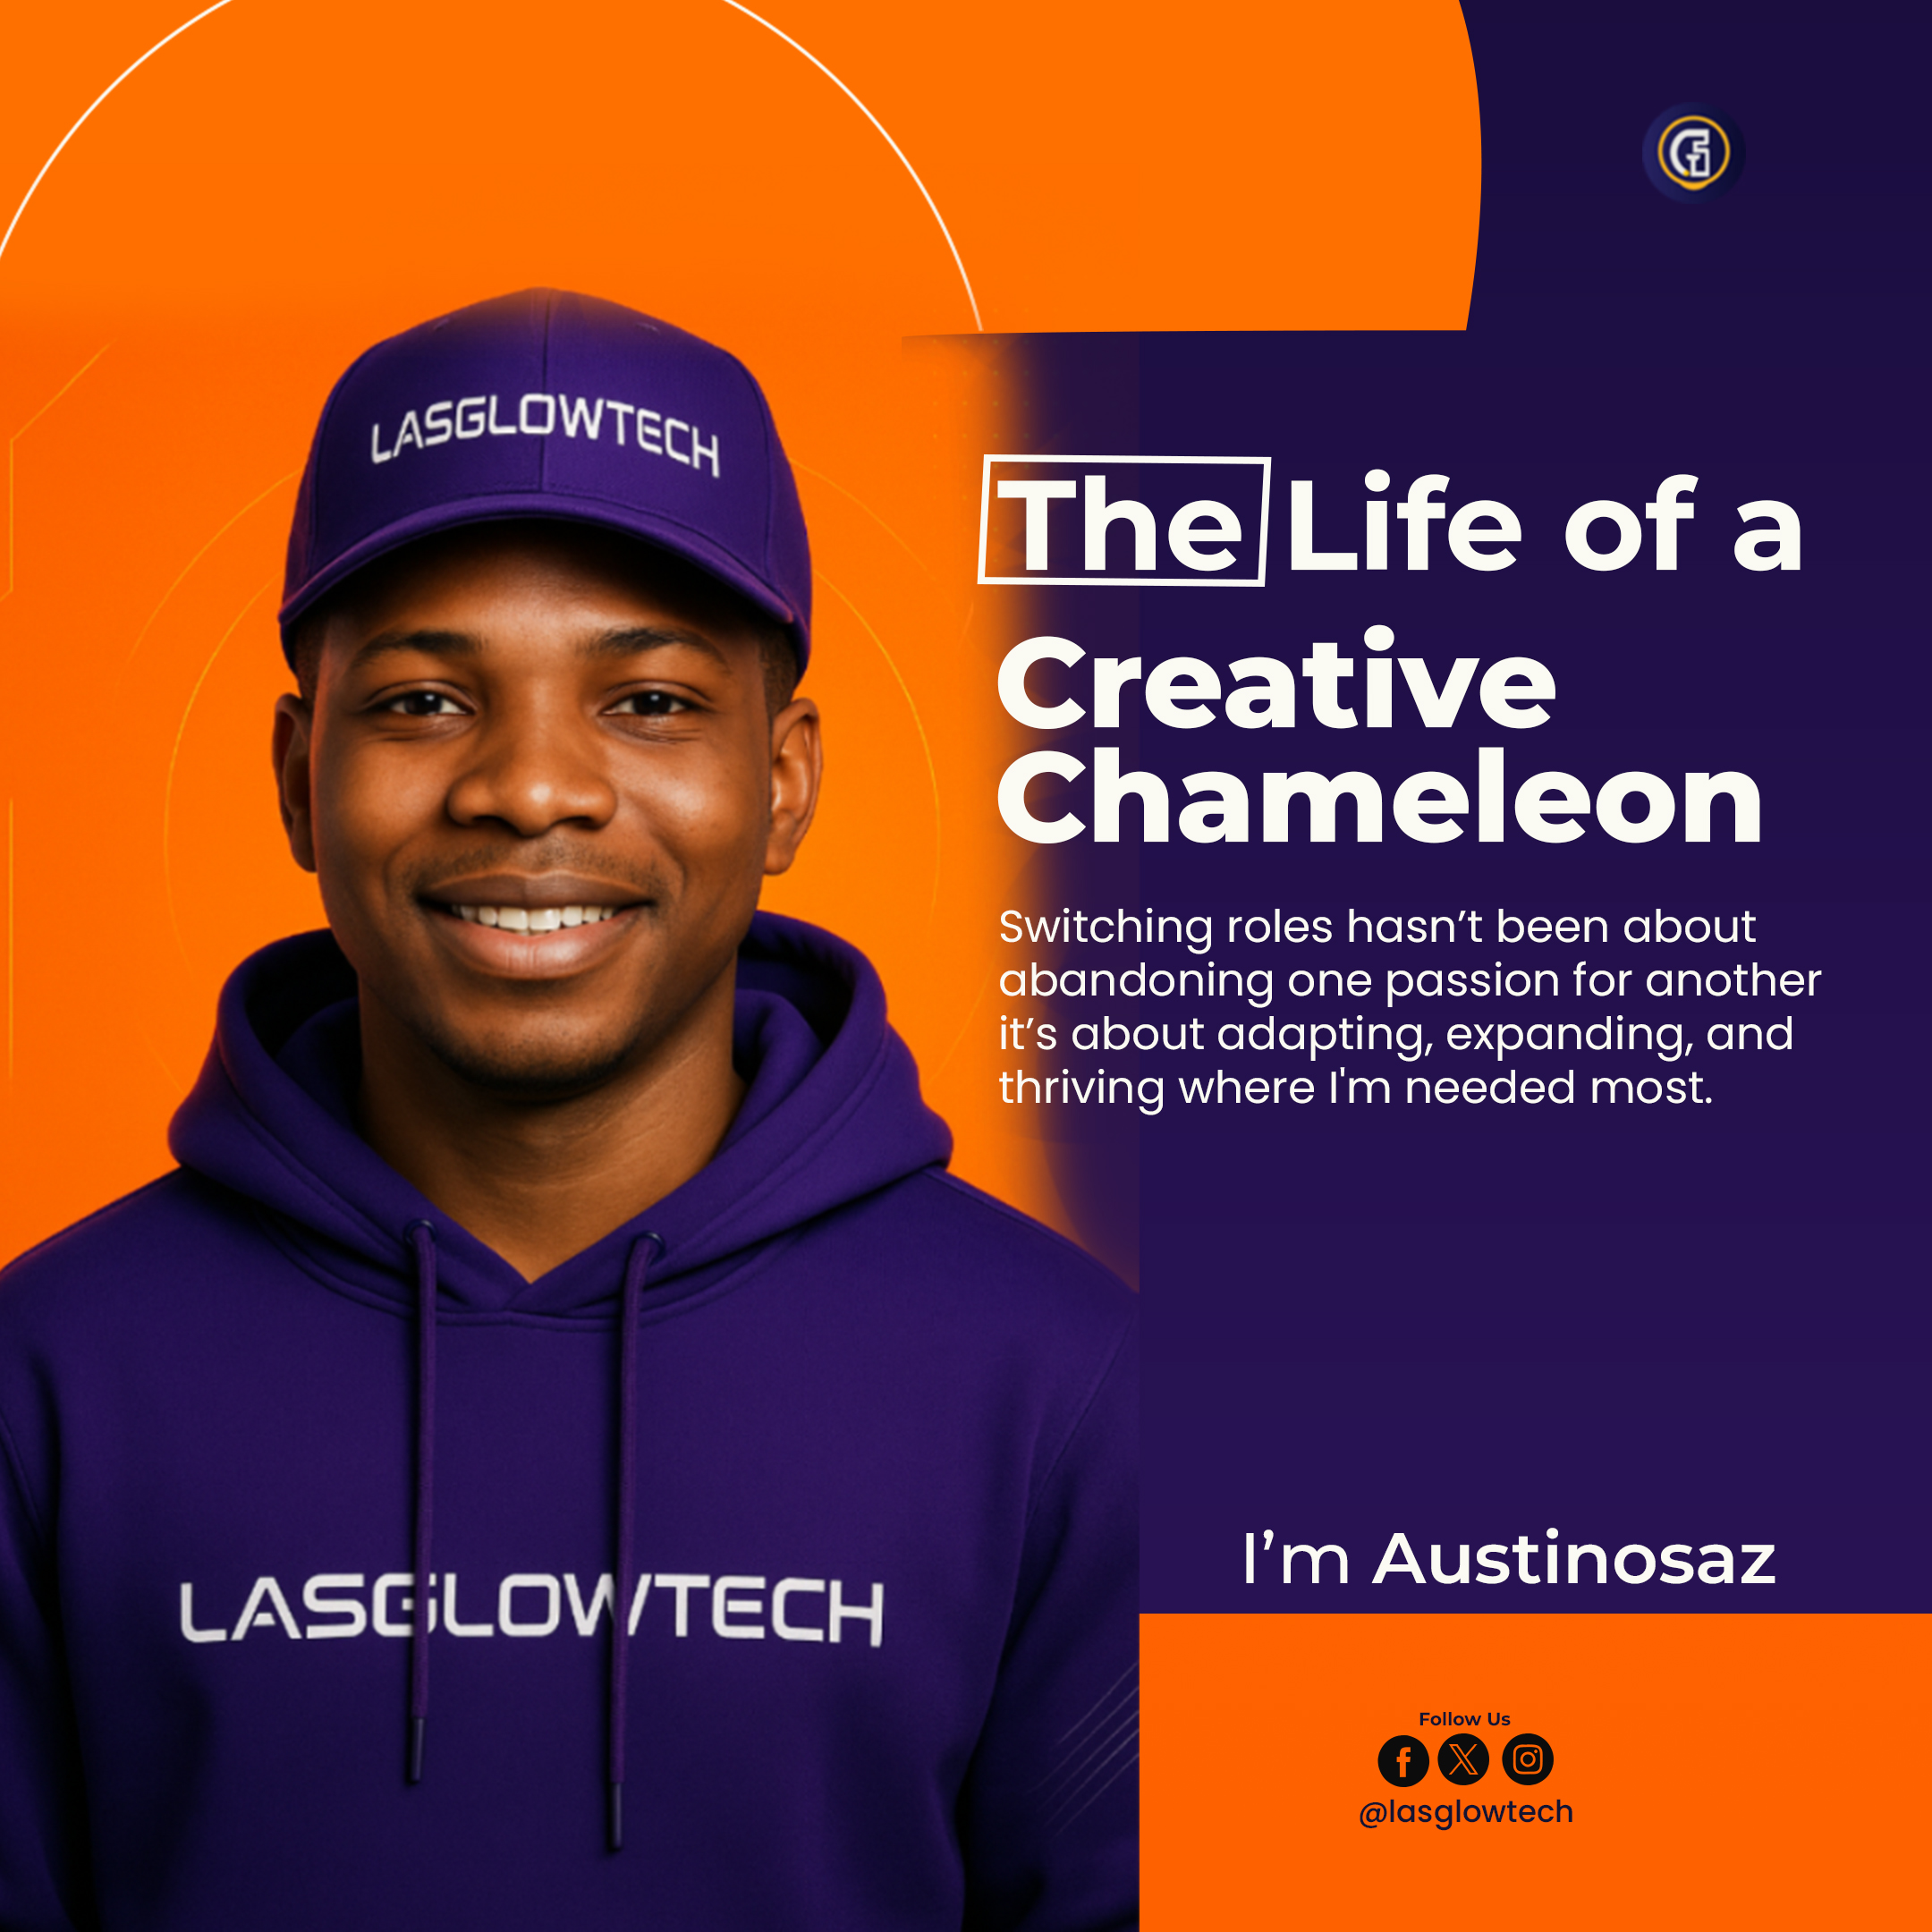 LASGLOWTECH
The Life of a
Creative
Chameleon
Switching roles hasn’t been about
abandoning one passion for another
it’s about adapting, expanding, and
thriving where I'm needed most.
LASGLOWTECH
I’m Austinosaz
Follow Us
@lasglowtech